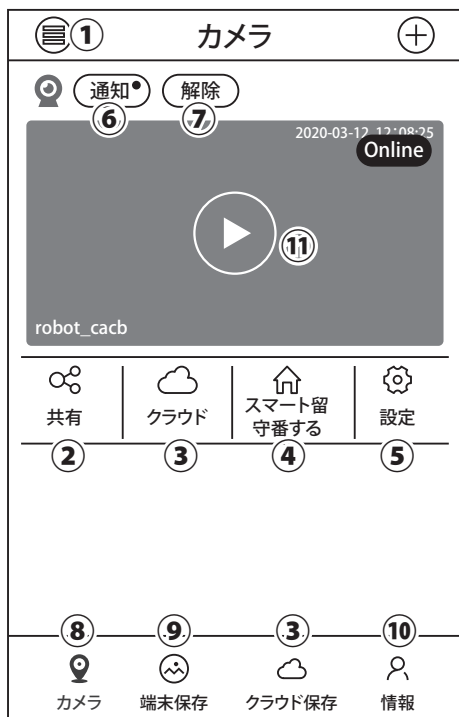 ① カメラ
通知 解除
⑥ ⑦
2020-03-12 12:08:25
Online
⑪
robot_cacb
共有 クラウド スマート留守番する 設定
② ③ ④ ⑤
⑧ ⑨ ③ ⑩
カメラ 端末保存 クラウド保存 情報